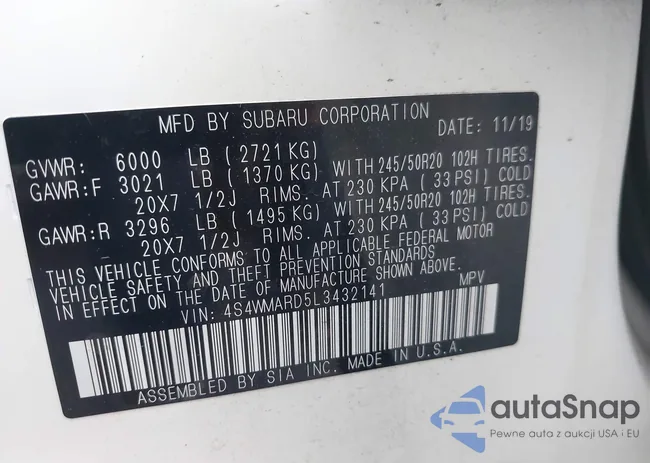 MFD BY SUBARU CORPORATION
DATE: 11/19
GVWR: 6000 LB (2721 KG)
GAWR:F 3021 LB (1370 KG) WITH 245/50R20 102H TIRES.
20X7 1/2J RIMS. AT 230 KPA (33 PSI) COLD
GAWR:R 3296 LB (1495 KG) WITH 245/50R20 102H TIRES.
20X7 1/2J RIMS. AT 230 KPA (33 PSI) COLD
THIS VEHICLE CONFORMS TO ALL APPLICABLE FEDERAL MOTOR
VEHICLE SAFETY AND THEFT PREVENTION STANDARDS
IN EFFECT ON THE DATE OF MANUFACTURE SHOWN ABOVE.
VIN: 4S4WMARD5L3432141 MPV
ASSEMBLED BY SIA INC. MADE IN U.S.A.
autaSnap
Pewne auta z aukcji USA i EU